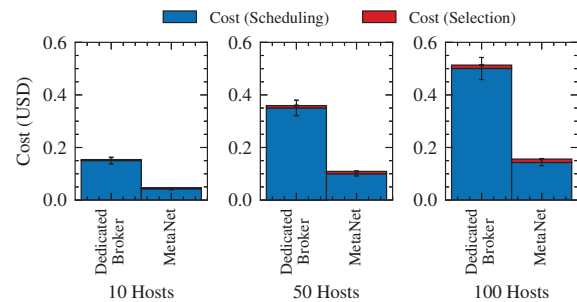 Cost (Scheduling) Cost (Selection)
Cost (USD)
0.6
0.4
0.2
0.0
Dedicated
Broker
MetaNet
10 Hosts
0.6
0.4
0.2
0.0
Dedicated
Broker
MetaNet
50 Hosts
0.6
0.4
0.2
0.0
Dedicated
Broker
MetaNet
100 Hosts